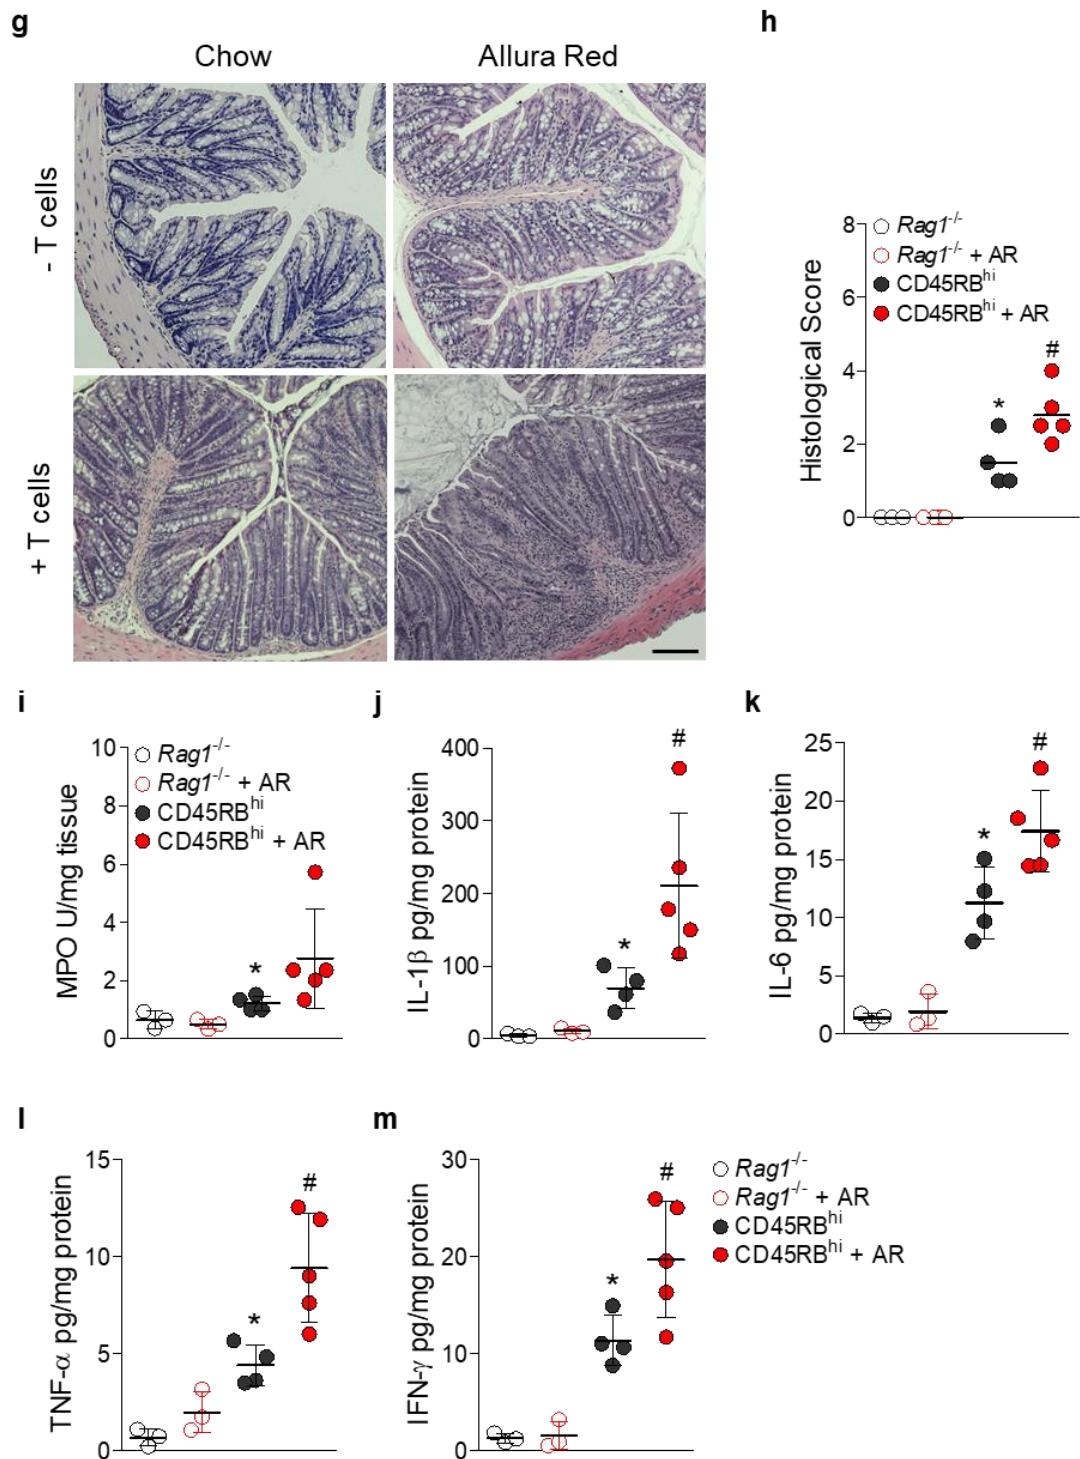 g
Chow
Allura Red
- T cells
+ T cells
h
Histological Score
8
6
4
2
0
Rag1-/-
Rag1-/- + AR
CD45RBhi
CD45RBhi + AR
*
#
i
MPO U/mg tissue
10
8
6
4
2
0
Rag1-/-
Rag1-/- + AR
CD45RBhi
CD45RBhi + AR
*
j
IL-1β pg/mg protein
400
300
200
100
0
*
#
k
IL-6 pg/mg protein
25
20
15
10
5
0
*
#
l
TNF-α pg/mg protein
15
10
5
0
*
#
m
IFN-γ pg/mg protein
30
20
10
0
*
#
Rag1-/-
Rag1-/- + AR
CD45RBhi
CD45RBhi + AR